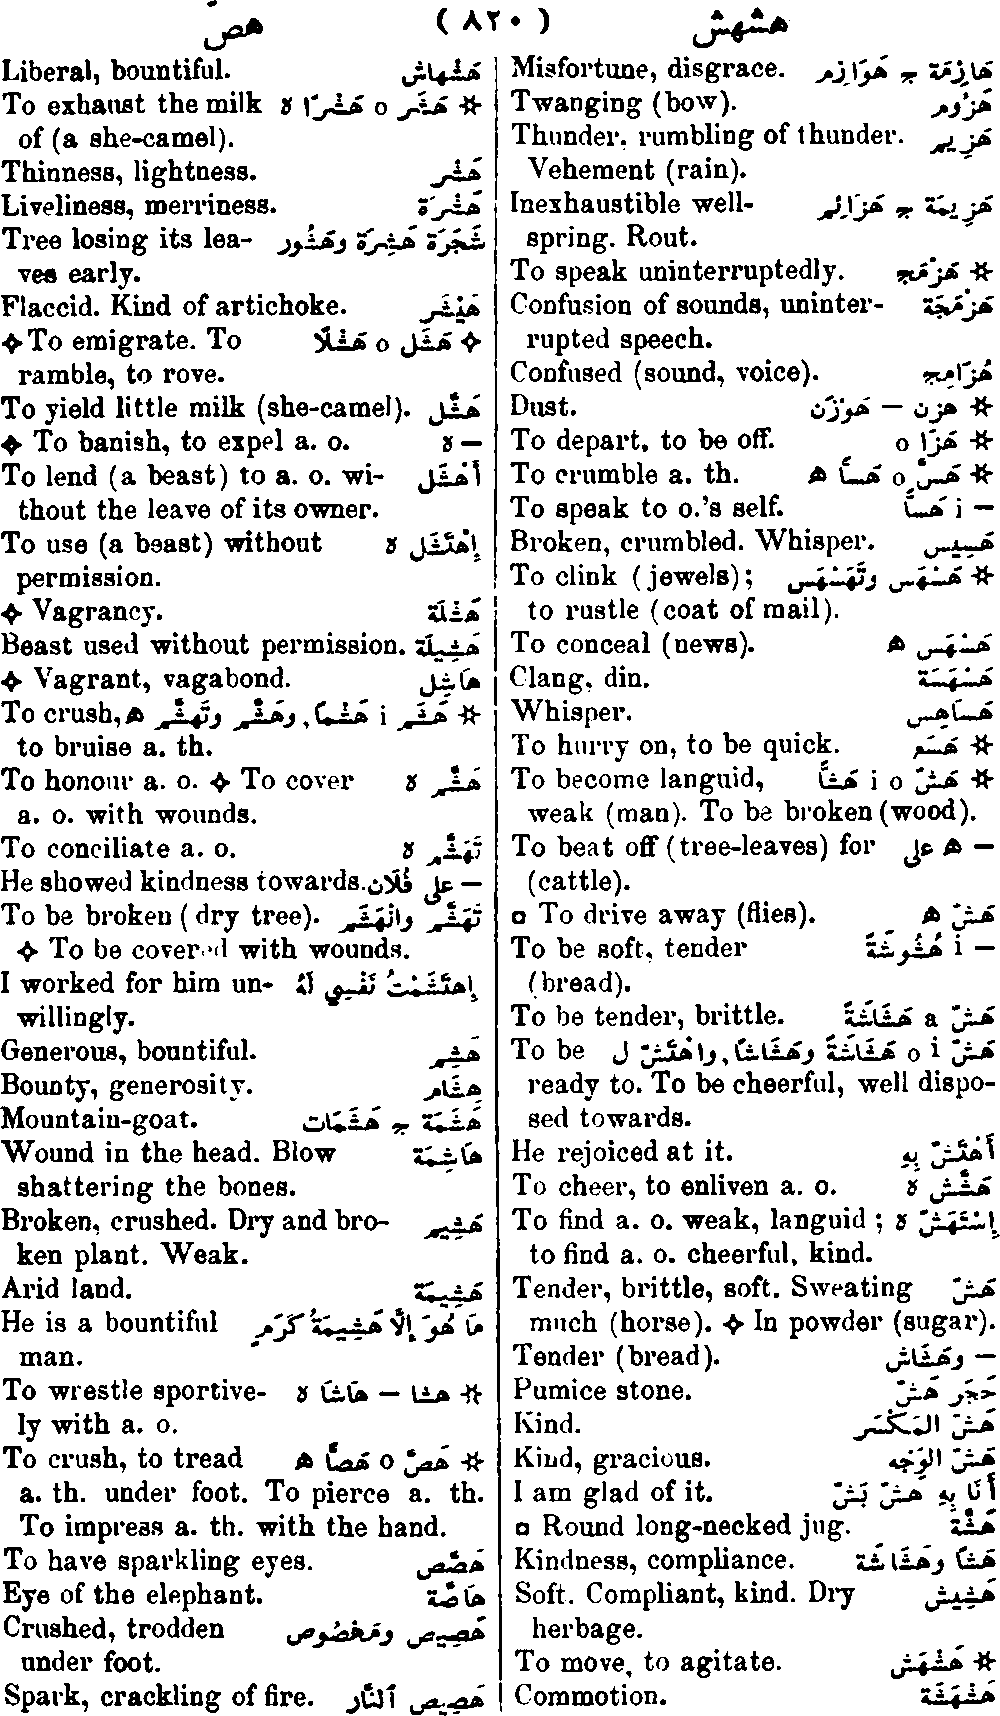 هشهش ( ٨٢٠ ) هصّ
Misfortune, disgrace. هَازِمَة ج هَوَازِم
Twanging (bow). هَزُوم
Thunder, rumbling of thunder. هَزِيم
Vehement (rain).
Inexhaustible well- هَزِيمَة ج هَزَائِم
spring. Rout.
To speak uninterruptedly. ✲ هَزْمَج
Confusion of sounds, uninter- هَزْمَجَة
rupted speech.
Confused (sound, voice). هُزَامِج
Dust. ✲ هزن – هَوْزَن
To depart, to be off. ✲ هَزَا o
To crumble a. th. ✲ هَسَّ o هَسًّا ه
To speak to o.'s self. – i هَسًّا
Broken, crumbled. Whisper. هَسِيس
To clink (jewels); ✲ هَسْهَس وتَهَسْهَس
to rustle (coat of mail).
To conceal (news). هَسْهَس ه
Clang, din. هَسْهَسَة
Whisper. هَسَاهِس
To hurry on, to be quick. ✲ هَسَم
To become languid, ✲ هَشَّ i o هَشًّا
weak (man). To be broken (wood).
To beat off (tree-leaves) for – ه على
(cattle).
□ To drive away (flies). هَشَّ ه
To be soft, tender – i هُشُوشَةً
(bread).
To be tender, brittle. هَشَّ a هَشَاشَةً
To be هَشَّ o i هَشَاشَةً وهَشَاشًا, واهْتَشَّ ل
ready to. To be cheerful, well dispo-
sed towards.
He rejoiced at it. أَهْتَشَّ بِهِ
To cheer, to enliven a. o. هَشَّش ة
To find a. o. weak, languid ; إِسْتَهَشَّ ة
to find a. o. cheerful, kind.
Tender, brittle, soft. Sweating هَشّ
much (horse). ✧ In powder (sugar).
Tender (bread). – وهَشَاش
Pumice stone. حَجَر هَشّ
Kind. هَشّ المَكْسَر
Kind, gracious. هَشّ الوَجْه
I am glad of it. أَنَا بِهِ هَشّ بَشّ
□ Round long-necked jug. هَشَّة
Kindness, compliance. هَشَا وهَشَاشَة
Soft. Compliant, kind. Dry هَشِيش
herbage.
To move, to agitate. ✲ هَشْهَش
Commotion. هَشْهَشَة
Liberal, bountiful. هَشْهَاش
To exhaust the milk ✲ هَشَر o هَشْرًا ة
of (a she-camel).
Thinness, lightness. هَشَر
Liveliness, merriness. هَشْرَة
Tree losing its lea- شَجَرَة هَشِرَة وهَشُور
ves early.
Flaccid. Kind of artichoke. هَيْشَر
✧ To emigrate. To ✧ هَشَل o هَشْلًا
ramble, to rove.
To yield little milk (she-camel). هَشَّل
✧ To banish, to expel a. o. – ة
To lend (a beast) to a. o. wi- أَهْشَل
thout the leave of its owner.
To use (a beast) without إِهْتَشَل ة
permission.
✧ Vagrancy. هَشْلَة
Beast used without permission. هَشِيلَة
✧ Vagrant, vagabond. هَاشِل
To crush, ✲ هَشَم i هَشْمًا, وهَشَّم وتَهَشَّم ه
to bruise a. th.
To honour a. o. ✧ To cover هَشَّم ة
a. o. with wounds.
To conciliate a. o. تَهَشَّم ة
He showed kindness towards. – على فُلَان
To be broken (dry tree). تَهَشَّم وانْهَشَم
✧ To be covered with wounds.
I worked for him un- إِهتَشَمْتُ نَفْسِي لَهُ
willingly.
Generous, bountiful. هَشِم
Bounty, generosity. هِشَام
Mountain-goat. هَشَمَة ج هَشَمَات
Wound in the head. Blow هَاشِمَة
shattering the bones.
Broken, crushed. Dry and bro- هَشِيم
ken plant. Weak.
Arid land. هَشِيمَة
He is a bountiful مَا هُوَ إِلَّا هَشِيمَةُ كَرَمٍ
man.
To wrestle sportive- ✲ هشا – هَاشَا ة
ly with a. o.
To crush, to tread ✲ هَصَّ o هَصًّا ه
a. th. under foot. To pierce a. th.
To impress a. th. with the hand.
To have sparkling eyes. هَصَّص
Eye of the elephant. هَاصَّة
Crushed, trodden هَصِيص ومَهْصُوص
under foot.
Spark, crackling of fire. هَصِيص ٱلنَّار